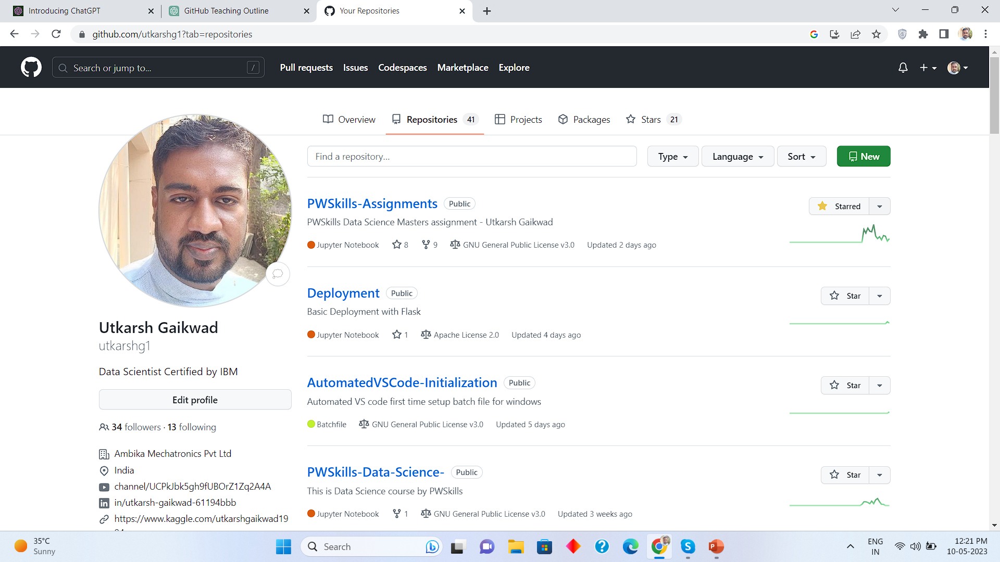 Introducing ChatGPT
GitHub Teaching Outline
Your Repositories
github.com/utkarshg1?tab=repositories
Search or jump to...
/
Pull requests
Issues
Codespaces
Marketplace
Explore
Overview
Repositories 41
Projects
Packages
Stars 21
Find a repository...
Type
Language
Sort
New
PWSkills-Assignments Public
Starred
PWSkills Data Science Masters assignment - Utkarsh Gaikwad
Jupyter Notebook 8 9 GNU General Public License v3.0 Updated 2 days ago
Deployment Public
Star
Basic Deployment with Flask
Jupyter Notebook 1 Apache License 2.0 Updated 4 days ago
AutomatedVSCode-Initialization Public
Star
Automated VS code first time setup batch file for windows
Batchfile GNU General Public License v3.0 Updated 5 days ago
PWSkills-Data-Science- Public
Star
This is Data Science course by PWSkills
Jupyter Notebook 1 GNU General Public License v3.0 Updated 3 weeks ago
Utkarsh Gaikwad
utkarshg1
Data Scientist Certified by IBM
Edit profile
34 followers · 13 following
Ambika Mechatronics Pvt Ltd
India
channel/UCPkJbk5gh9fUBOrZ1Zq2A4A
in/utkarsh-gaikwad-61194bbb
https://www.kaggle.com/utkarshgaikwad19
35°C
Sunny
Search
ENG
IN
12:21 PM
10-05-2023